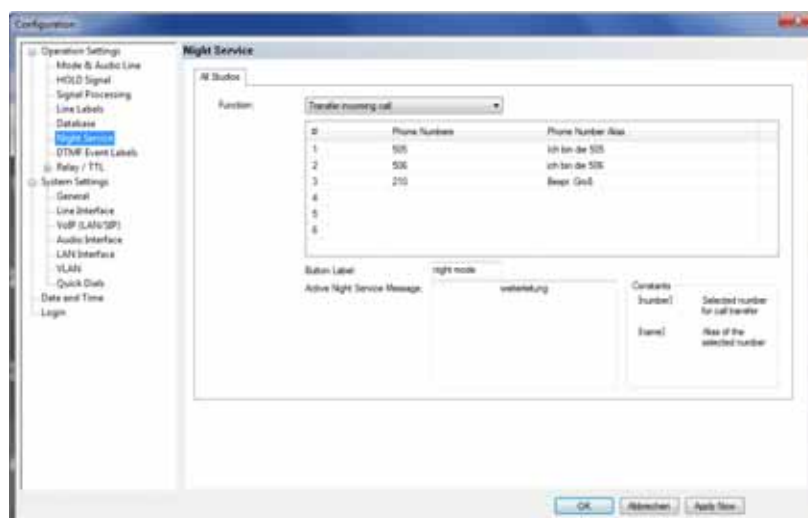 Configuration
Operation Settings
Mode & Audio Line
HOLD Signal
Signal Processing
Line Labels
Database
Night Service
DTMF Event Labels
Relay / TTL
System Settings
General
Line Interface
VoIP (LAN/SIP)
Audio Interface
LAN Interface
VLAN
Quick Dials
Date and Time
Login
Night Service
All Studios
Function:
Transfer incoming call
# Phone Numbers Phone Number Alias
1 505 Ich bin die 505
2 506 ich bin die 506
3 210 Bespr. Groß
4
5
6
Button Label: night mode
Active Night Service Message: weiterleitung
Constants
[number] Selected number for call transfer
[name] Alias of the selected number
OK Abbrechen Apply Now